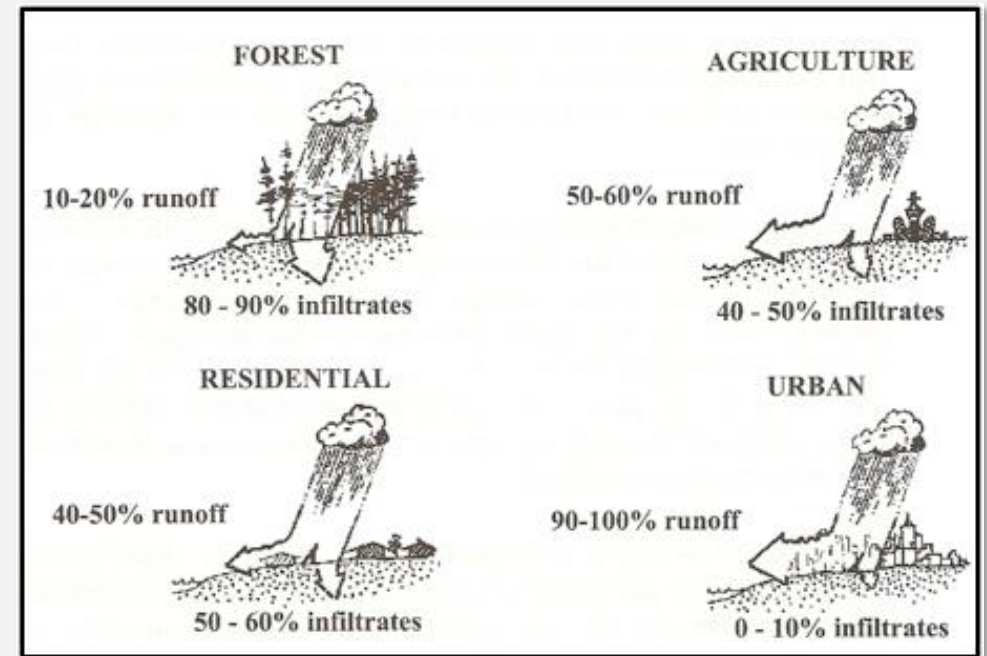 FOREST
10-20% runoff
80 - 90% infiltrates
AGRICULTURE
50-60% runoff
40 - 50% infiltrates
RESIDENTIAL
40-50% runoff
50 - 60% infiltrates
URBAN
90-100% runoff
0 - 10% infiltrates